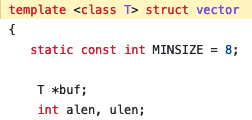 template <class T> struct vector
{
static const int MINSIZE = 8;
T *buf;
int alen, ulen;